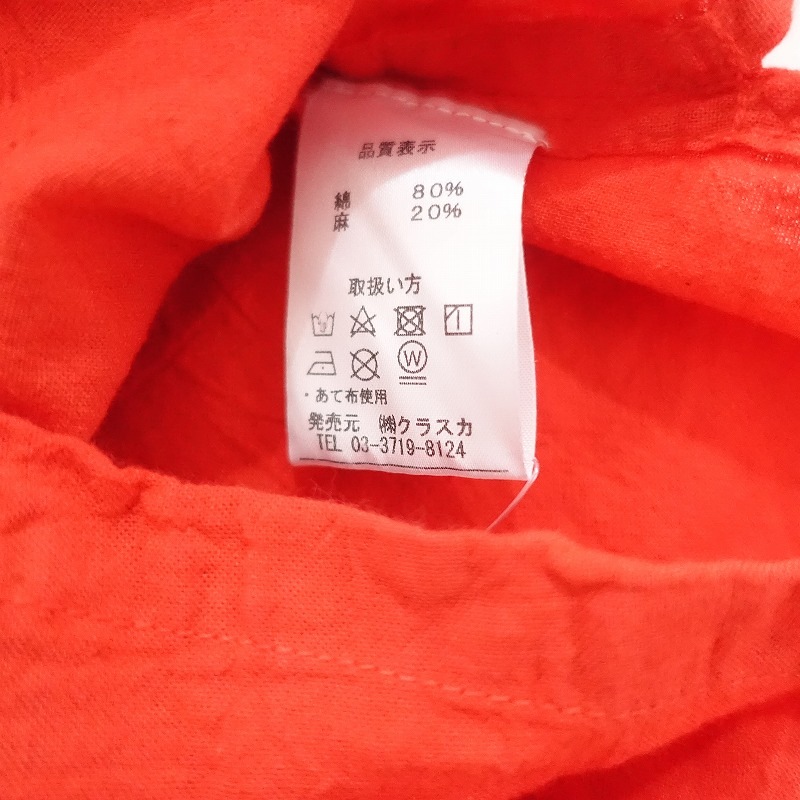 品質表示
綿 80%
麻 20%
取扱い方
W
・あて布使用
発売元 ㈱クラスカ
TEL 03-3719-8124